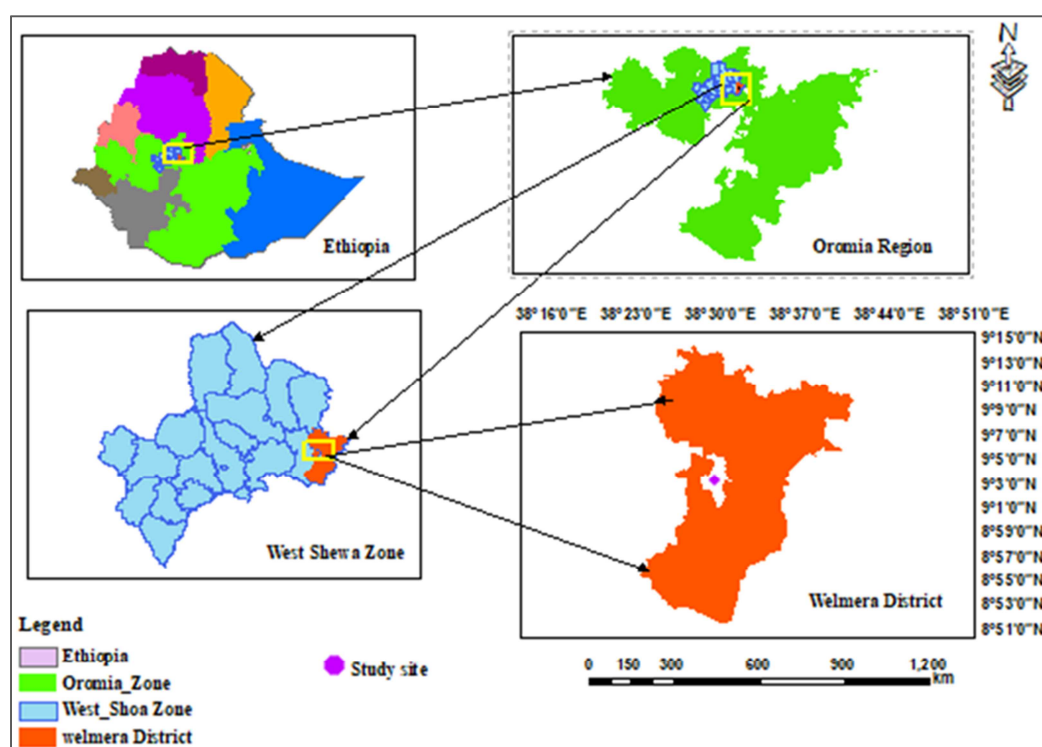 N
Ethiopia
Oromia Region
38° 16'0"E 38° 23'0"E 38° 30'0"E 38° 37'0"E 38° 44'0"E 38° 51'0"E
9° 15'0"N
9° 13'0"N
9° 11'0"N
9° 9'0"N
9° 7'0"N
9° 5'0"N
9° 3'0"N
9° 1'0"N
8° 59'0"N
8° 57'0"N
8° 55'0"N
8° 53'0"N
8° 51'0"N
West Shewa Zone
Welmera District
Legend
Ethiopia
Oromia_Zone
West_Shoa Zone
welmera District
Study site
0 150 300 600 900 1,200
km